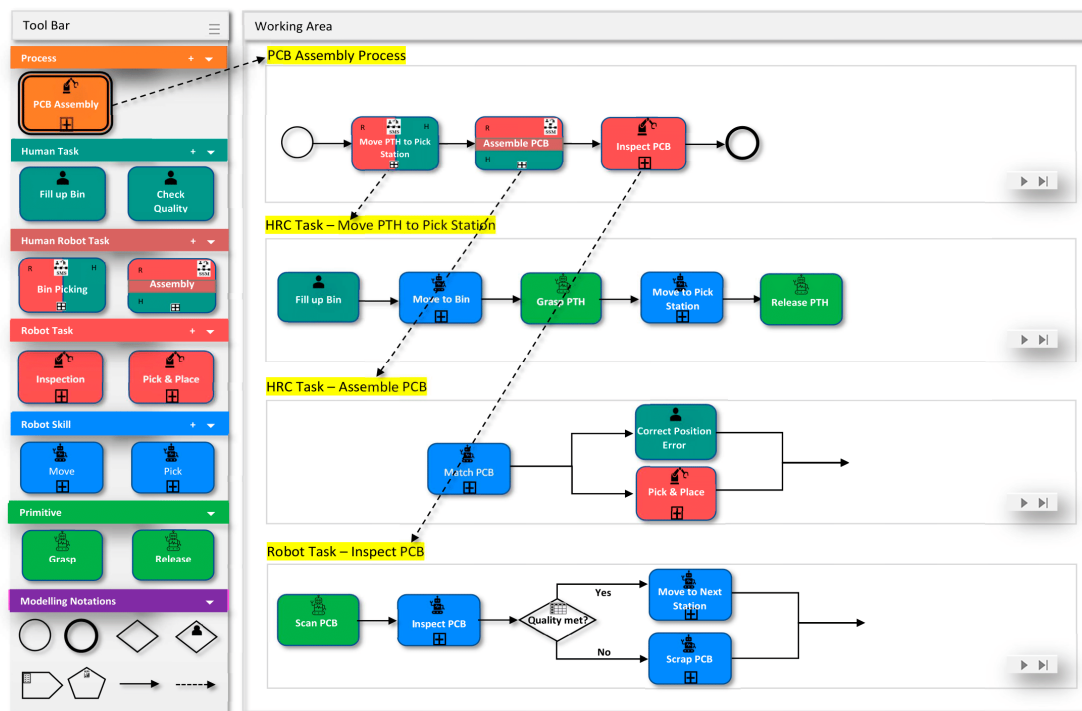 Tool Bar
Process
+
PCB Assembly
Human Task
+
Fill up Bin
Check
Quality
Human Robot Task
+
R
SMS
H
Bin Picking
R
SSM
Assembly
H
Robot Task
+
Inspection
Pick & Place
Robot Skill
+
Move
Pick
Primitive
Grasp
Release
Modelling Notations
Working Area
PCB Assembly Process
R
SMS
H
Move PTH to Pick
Station
R
SSM
Assemble PCB
H
Inspect PCB
HRC Task – Move PTH to Pick Station
Fill up Bin
Move to Bin
Grasp PTH
Move to Pick
Station
Release PTH
HRC Task – Assemble PCB
Match PCB
Correct Position
Error
Pick & Place
Robot Task – Inspect PCB
Scan PCB
Inspect PCB
Quality met?
Yes
No
Move to Next
Station
Scrap PCB